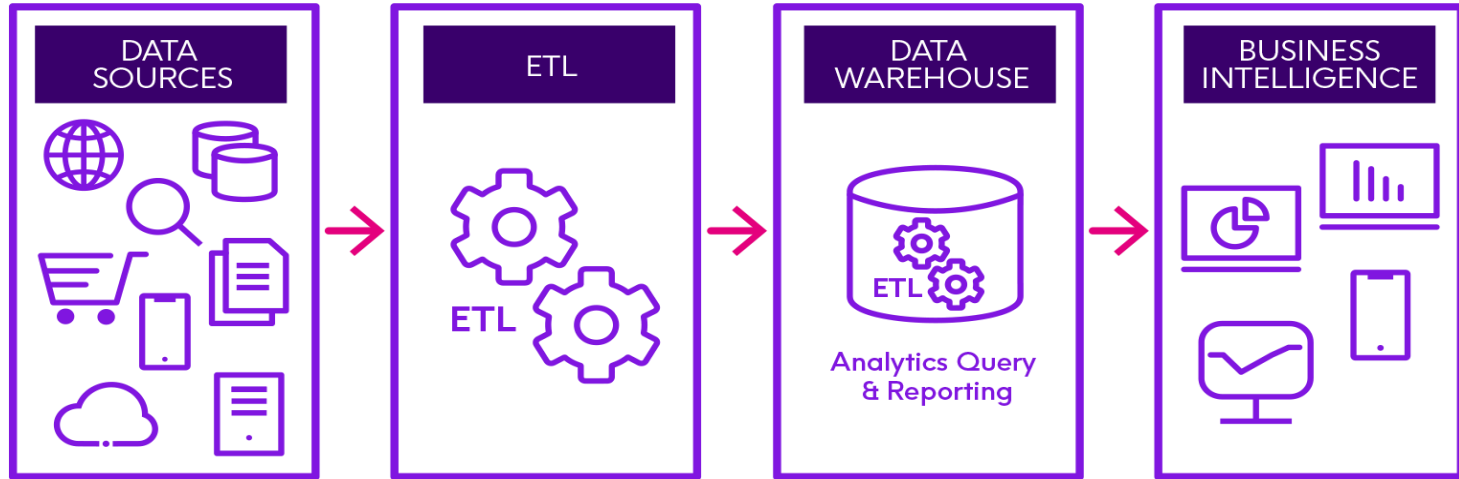 DATA
SOURCES
ETL
ETL
DATA
WAREHOUSE
ETL
Analytics Query
& Reporting
BUSINESS
INTELLIGENCE